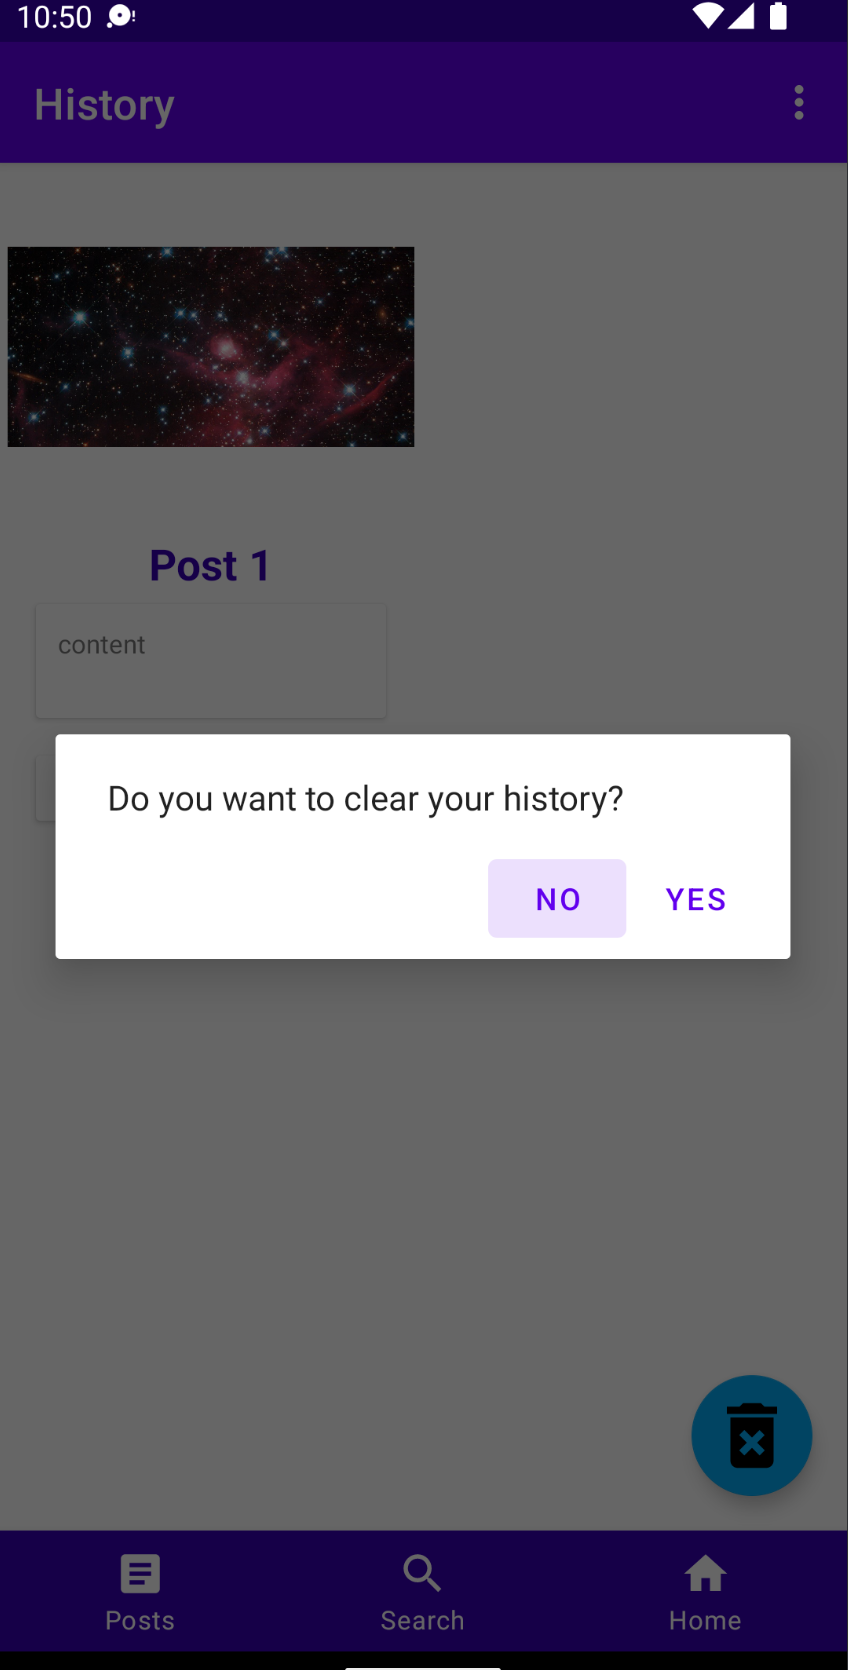 10:50
History
Post 1
content
Do you want to clear your history?
NO YES
Posts Search Home